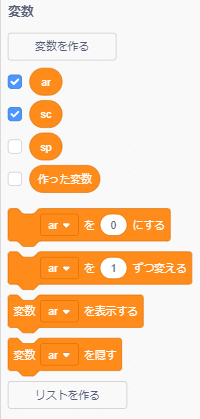 変数
変数を作る
ar
sc
sp
作った変数
ar を 0 にする
ar を 1 ずつ変える
変数 ar を表示する
変数 ar を隠す
リストを作る